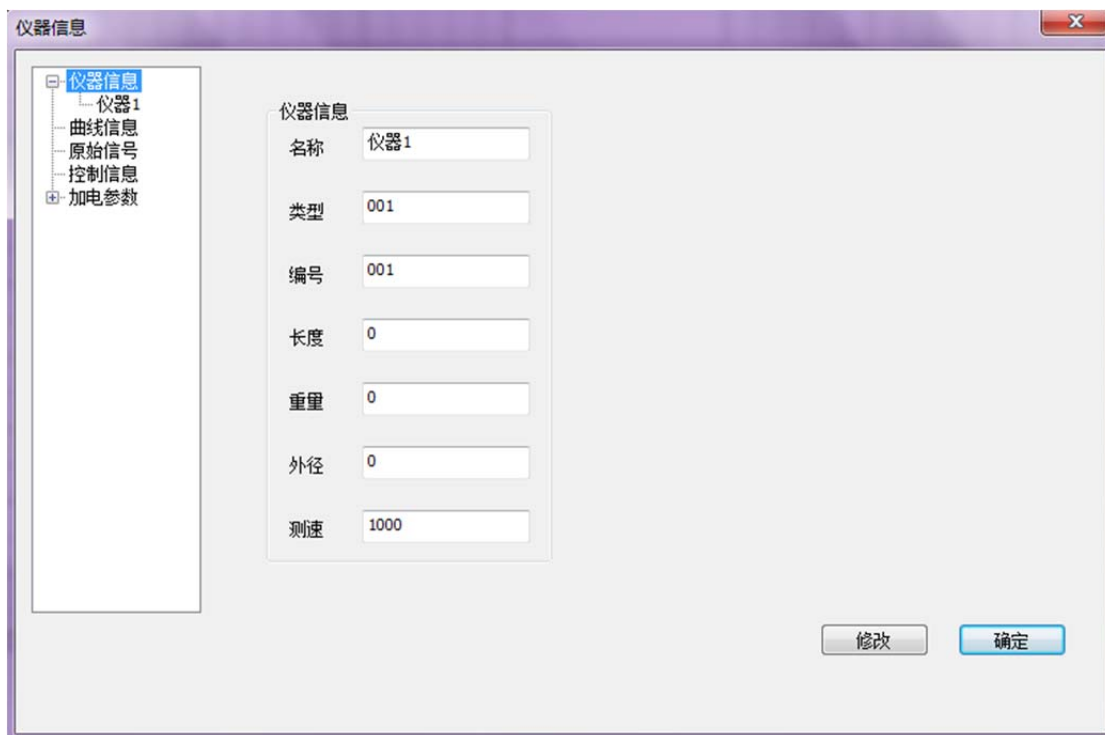 仪器信息
仪器信息
仪器1
曲线信息
原始信号
控制信息
加电参数
仪器信息
名称 仪器1
类型 001
编号 001
长度 0
重量 0
外径 0
测速 1000
修改 确定